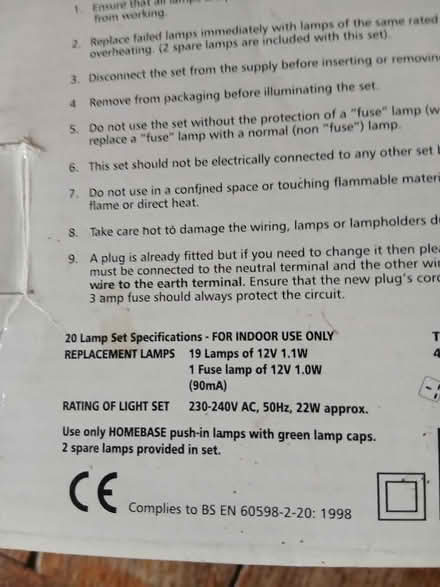 1. Ensure that all lamps
from working.
2. Replace failed lamps immediately with lamps of the same rated
overheating. (2 spare lamps are included with this set).
3. Disconnect the set from the supply before inserting or removin
4 Remove from packaging before illuminating the set.
5. Do not use the set without the protection of a "fuse" lamp (w
replace a "fuse" lamp with a normal (non "fuse") lamp.
6. This set should not be electrically connected to any other set
7. Do not use in a confjned space or touching flammable materi
flame or direct heat.
8. Take care hot to damage the wiring, lamps or lampholders d
9. A plug is already fitted but if you need to change it then plea
must be connected to the neutral terminal and the other wi
wire to the earth terminal. Ensure that the new plug's cord
3 amp fuse should always protect the circuit.
20 Lamp Set Specifications - FOR INDOOR USE ONLY
REPLACEMENT LAMPS 19 Lamps of 12V 1.1W
1 Fuse lamp of 12V 1.0W
(90mA)
RATING OF LIGHT SET 230-240V AC, 50Hz, 22W approx.
Use only HOMEBASE push-in lamps with green lamp caps.
2 spare lamps provided in set.
CE Complies to BS EN 60598-2-20: 1998
T
4